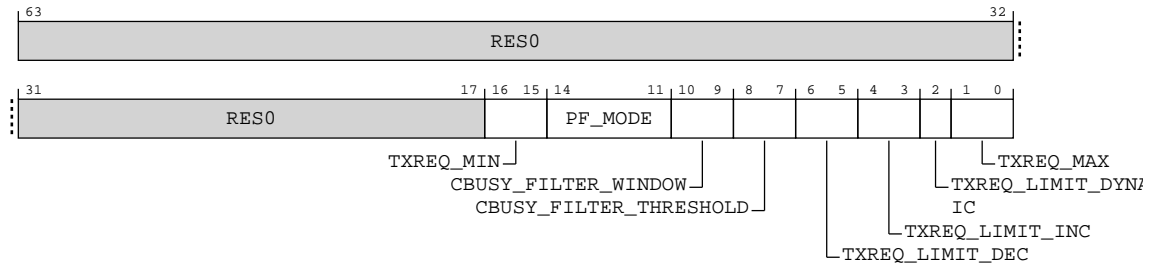 63 32
RES0
31 17 16 15 14 11 10 9 8 7 6 5 4 3 2 1 0
RES0 PF_MODE
TXREQ_MIN TXREQ_MAX
CBUSY_FILTER_WINDOW TXREQ_LIMIT_DYNA
CBUSY_FILTER_THRESHOLD IC
TXREQ_LIMIT_INC
TXREQ_LIMIT_DEC